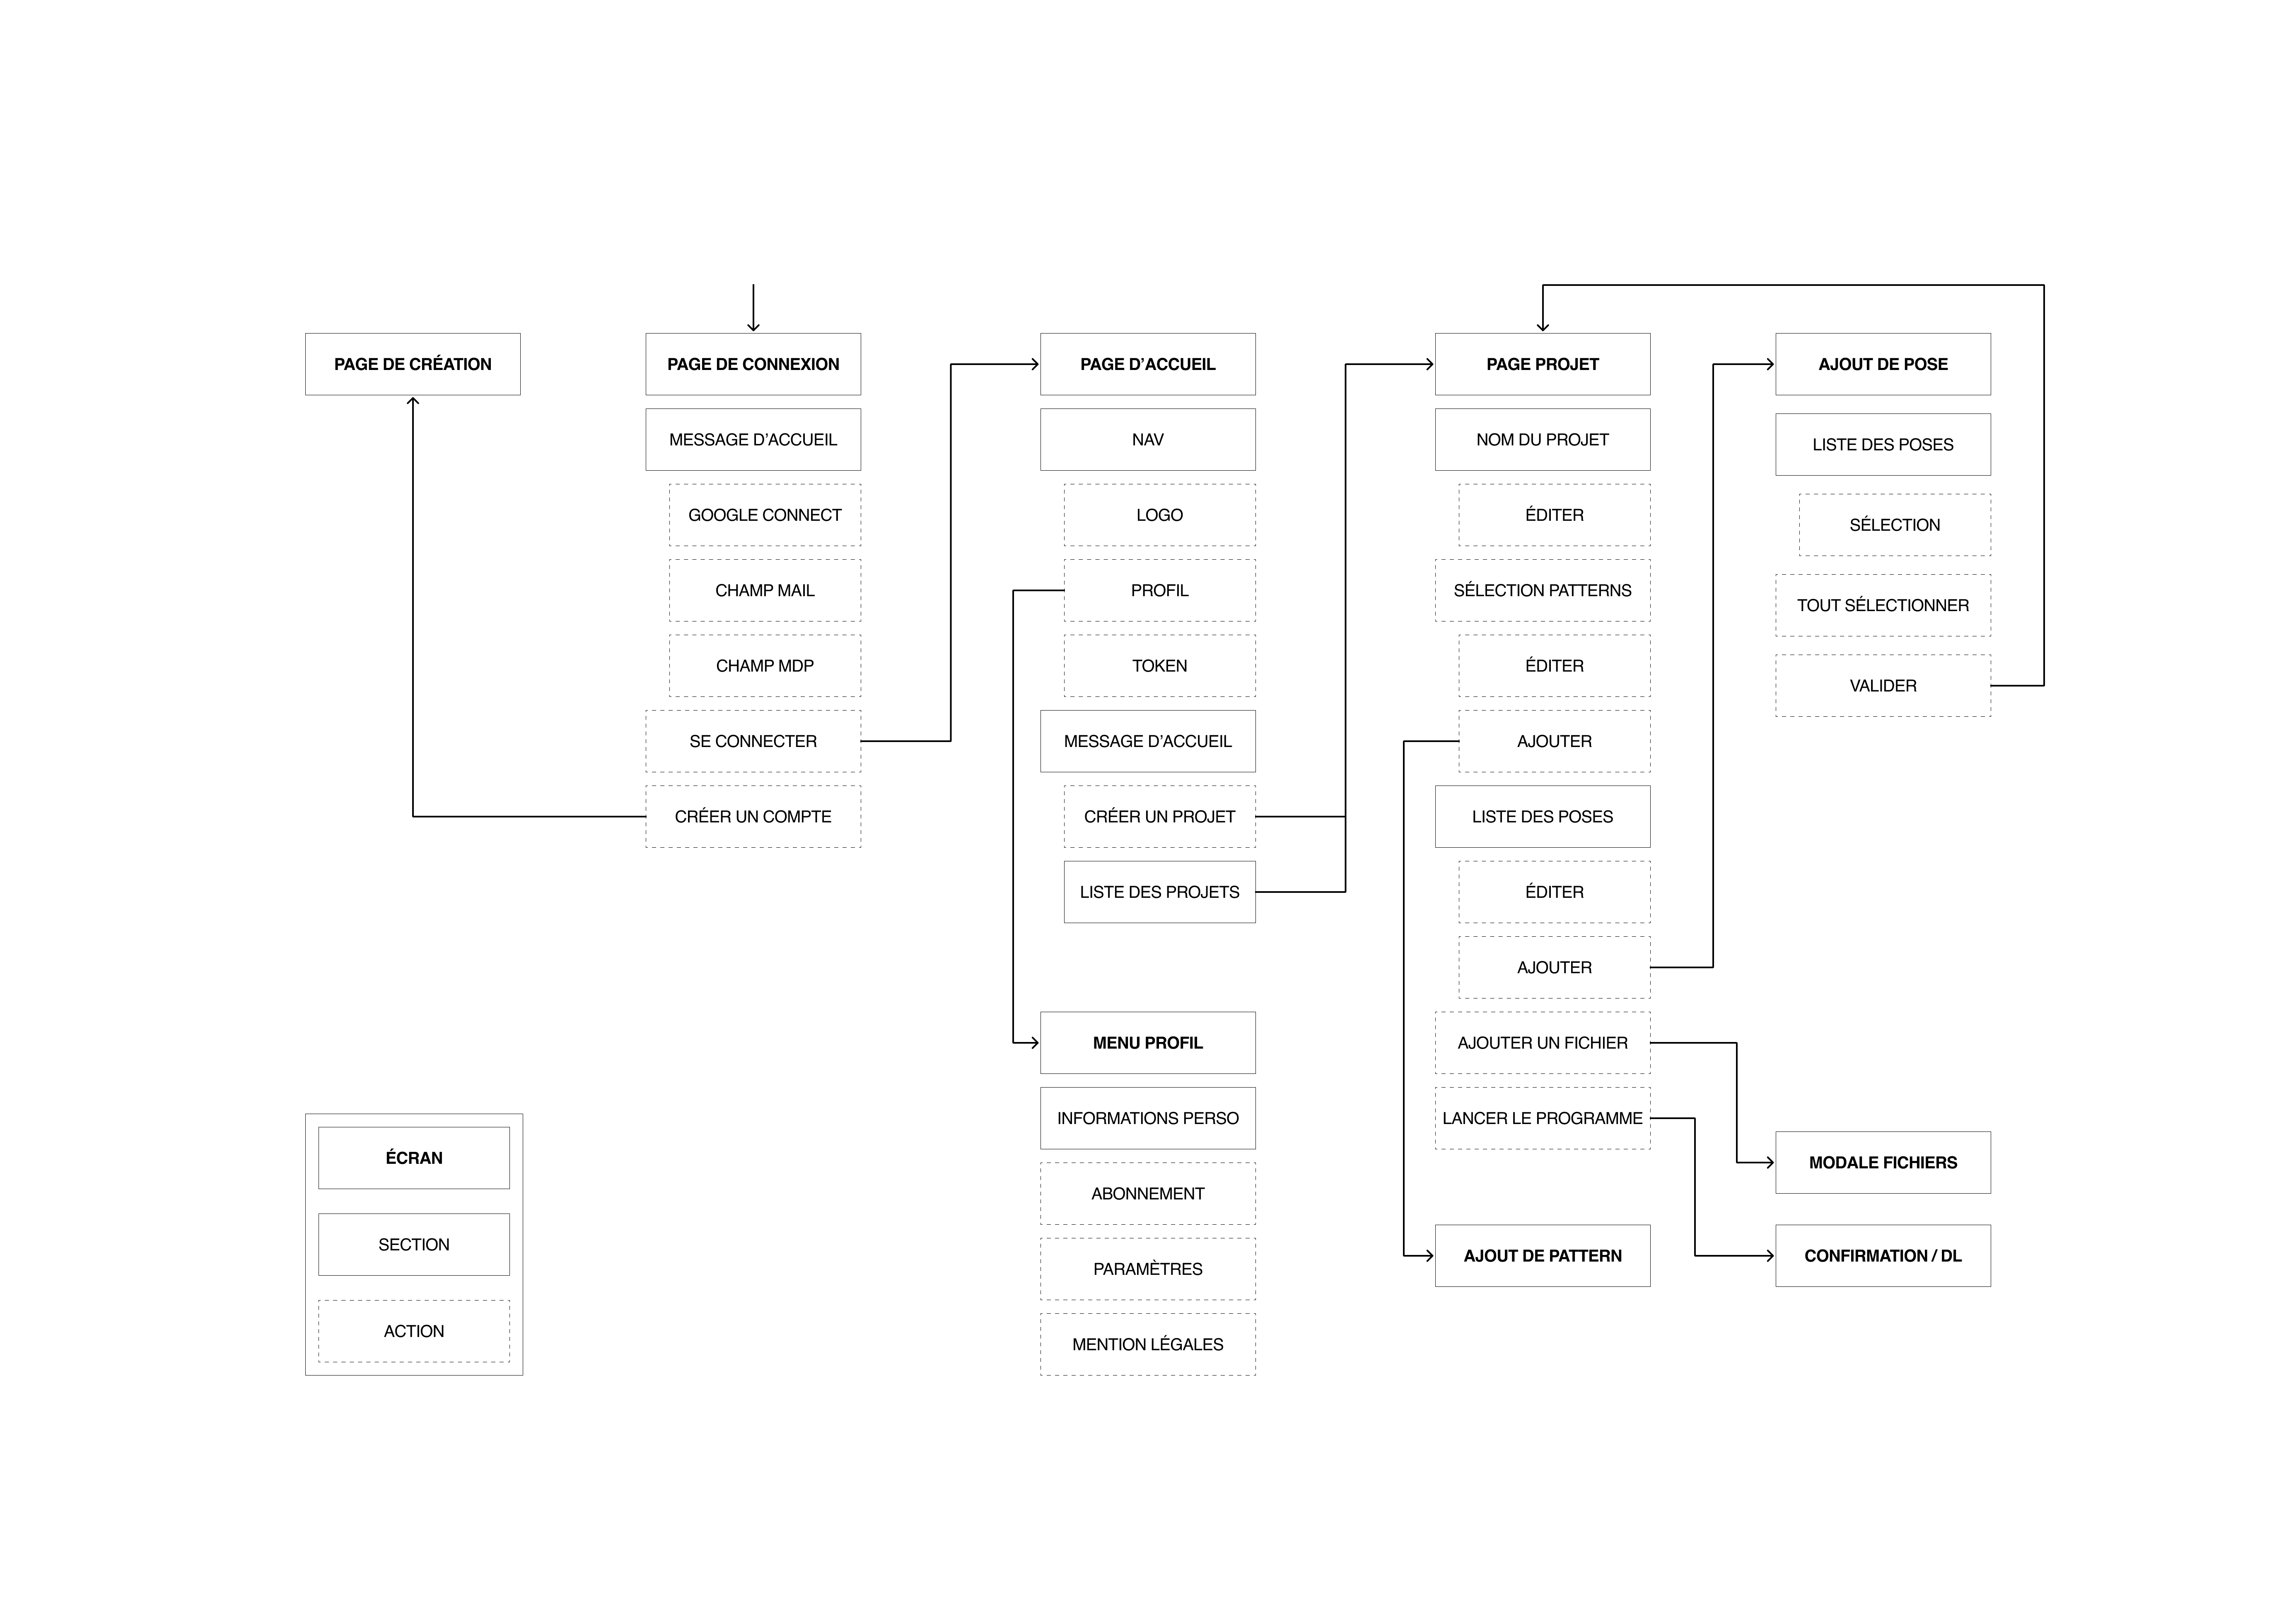 PAGE DE CRÉATION
PAGE DE CONNEXION
MESSAGE D’ACCUEIL
GOOGLE CONNECT
CHAMP MAIL
CHAMP MDP
SE CONNECTER
CRÉER UN COMPTE
PAGE D’ACCUEIL
NAV
LOGO
PROFIL
TOKEN
MESSAGE D’ACCUEIL
CRÉER UN PROJET
LISTE DES PROJETS
MENU PROFIL
INFORMATIONS PERSO
ABONNEMENT
PARAMÈTRES
MENTION LÉGALES
PAGE PROJET
NOM DU PROJET
ÉDITER
SÉLECTION PATTERNS
ÉDITER
AJOUTER
LISTE DES POSES
ÉDITER
AJOUTER
AJOUTER UN FICHIER
LANCER LE PROGRAMME
AJOUT DE PATTERN
AJOUT DE POSE
LISTE DES POSES
SÉLECTION
TOUT SÉLECTIONNER
VALIDER
MODALE FICHIERS
CONFIRMATION / DL
ÉCRAN
SECTION
ACTION